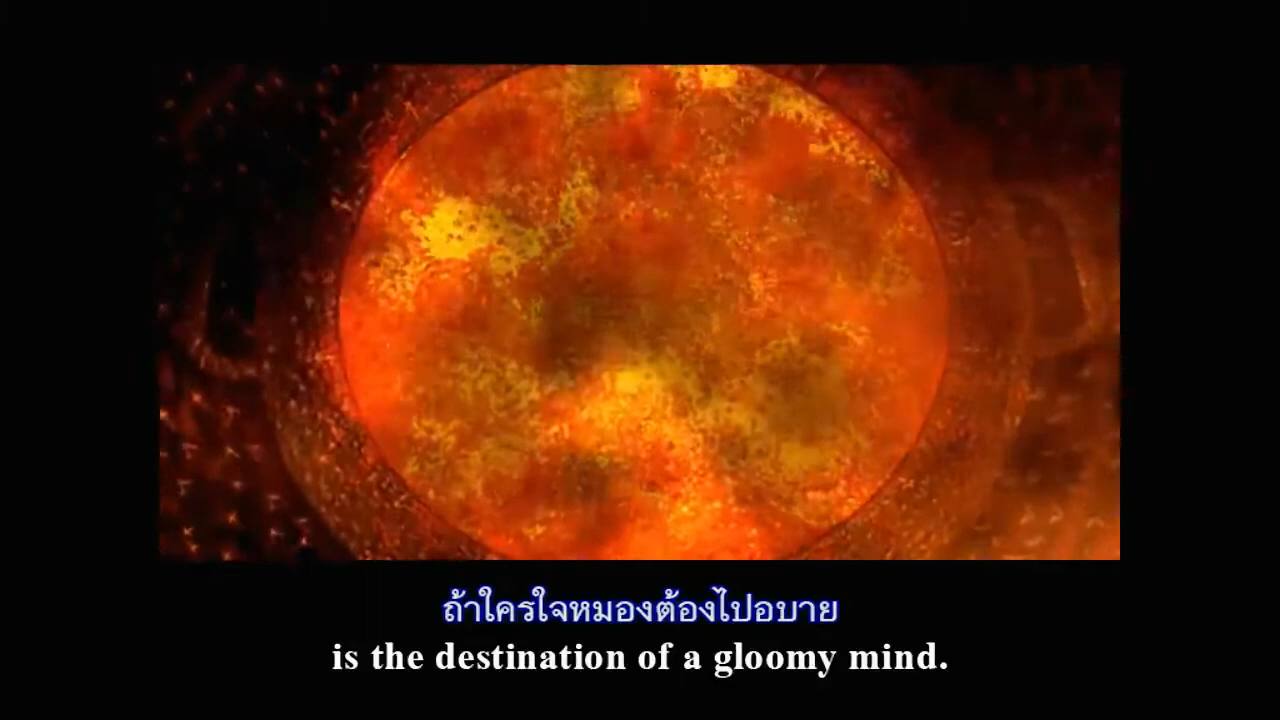 ถ้าใครใจหมองต้องไปอบาย
is the destination of a gloomy mind.